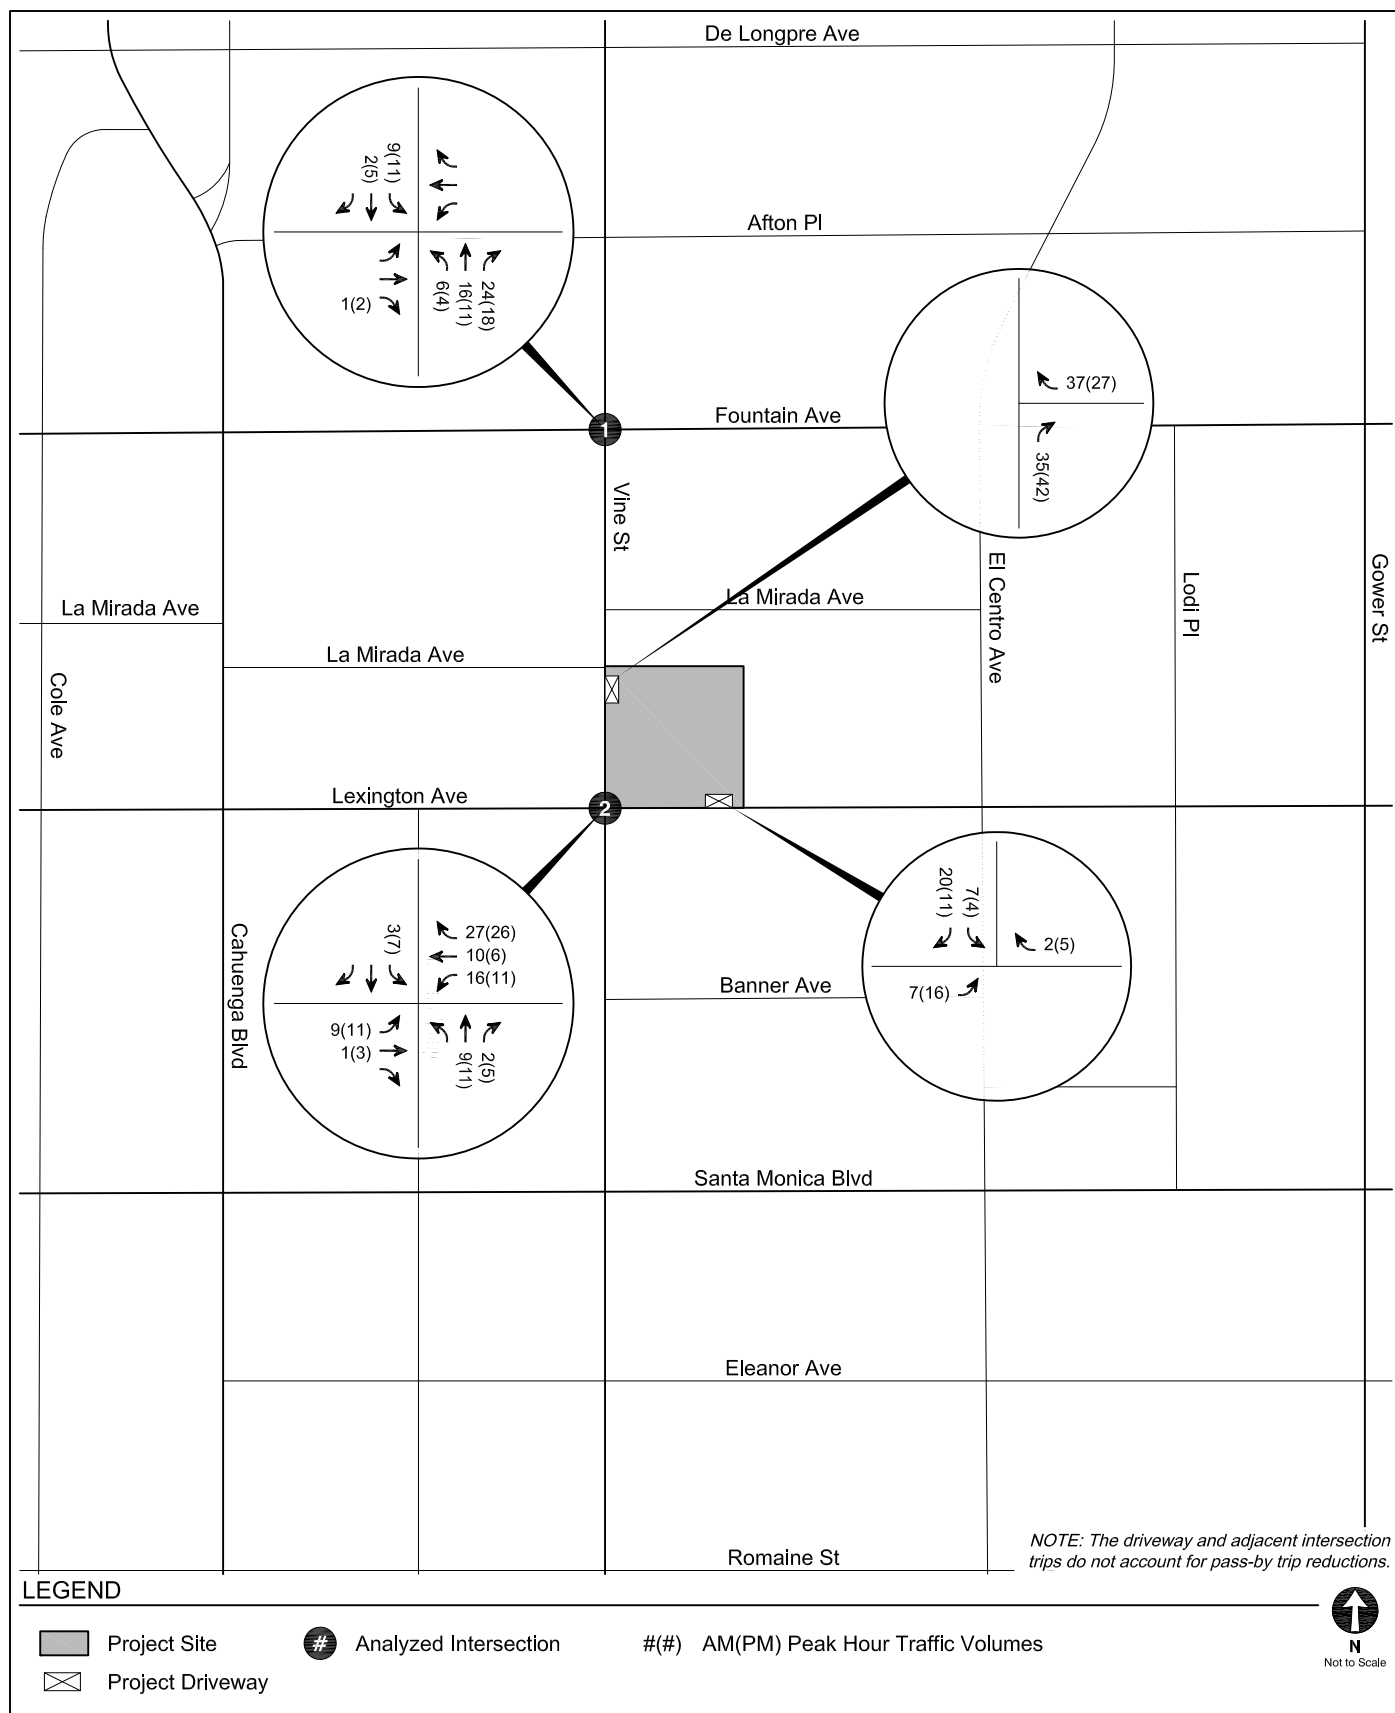 De Longpre Ave
9(11)
2(5)
Afton Pl
1(2)
6(4)
16(11)
24(18)
37(27)
Fountain Ave
1
35(42)
Vine St
La Mirada Ave
La Mirada Ave
La Mirada Ave
El Centro Ave
Lodi Pl
Gower St
Cole Ave
Lexington Ave
2
20(11)
7(4)
2(5)
7(16)
Cahuenga Blvd
3(7)
27(26)
10(6)
16(11)
9(11)
1(3)
9(11)
2(5)
Banner Ave
Santa Monica Blvd
Eleanor Ave
Romaine St
NOTE: The driveway and adjacent intersection
trips do not account for pass-by trip reductions.
LEGEND
Project Site
# Analyzed Intersection
#(#) AM(PM) Peak Hour Traffic Volumes
Project Driveway
N
Not to Scale